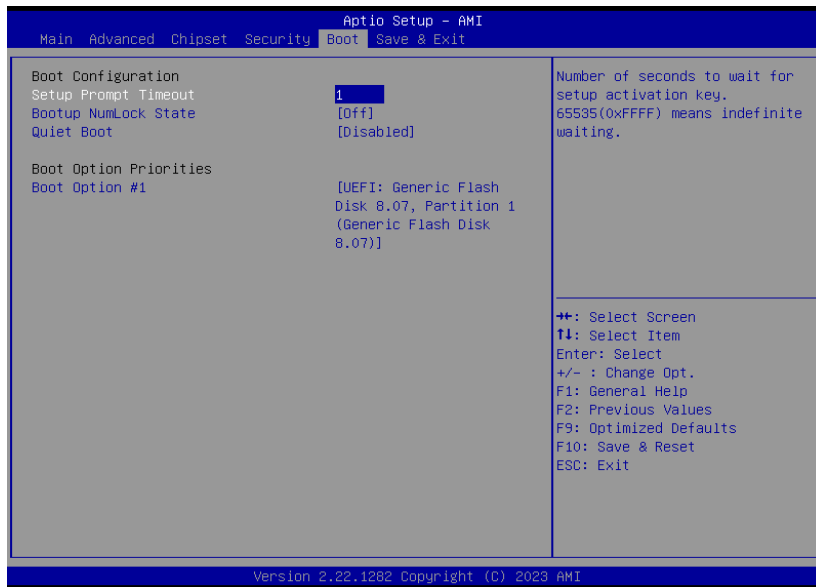 Aptio Setup – AMI
Main Advanced Chipset Security Boot Save & Exit
Boot Configuration
Setup Prompt Timeout 1
Bootup NumLock State [Off]
Quiet Boot [Disabled]
Boot Option Priorities
Boot Option #1 [UEFI: Generic Flash
Disk 8.07, Partition 1
(Generic Flash Disk
8.07)]
Number of seconds to wait for
setup activation key.
65535(0xFFFF) means indefinite
waiting.
→←: Select Screen
↑↓: Select Item
Enter: Select
+/- : Change Opt.
F1: General Help
F2: Previous Values
F9: Optimized Defaults
F10: Save & Reset
ESC: Exit
Version 2.22.1282 Copyright (C) 2023 AMI